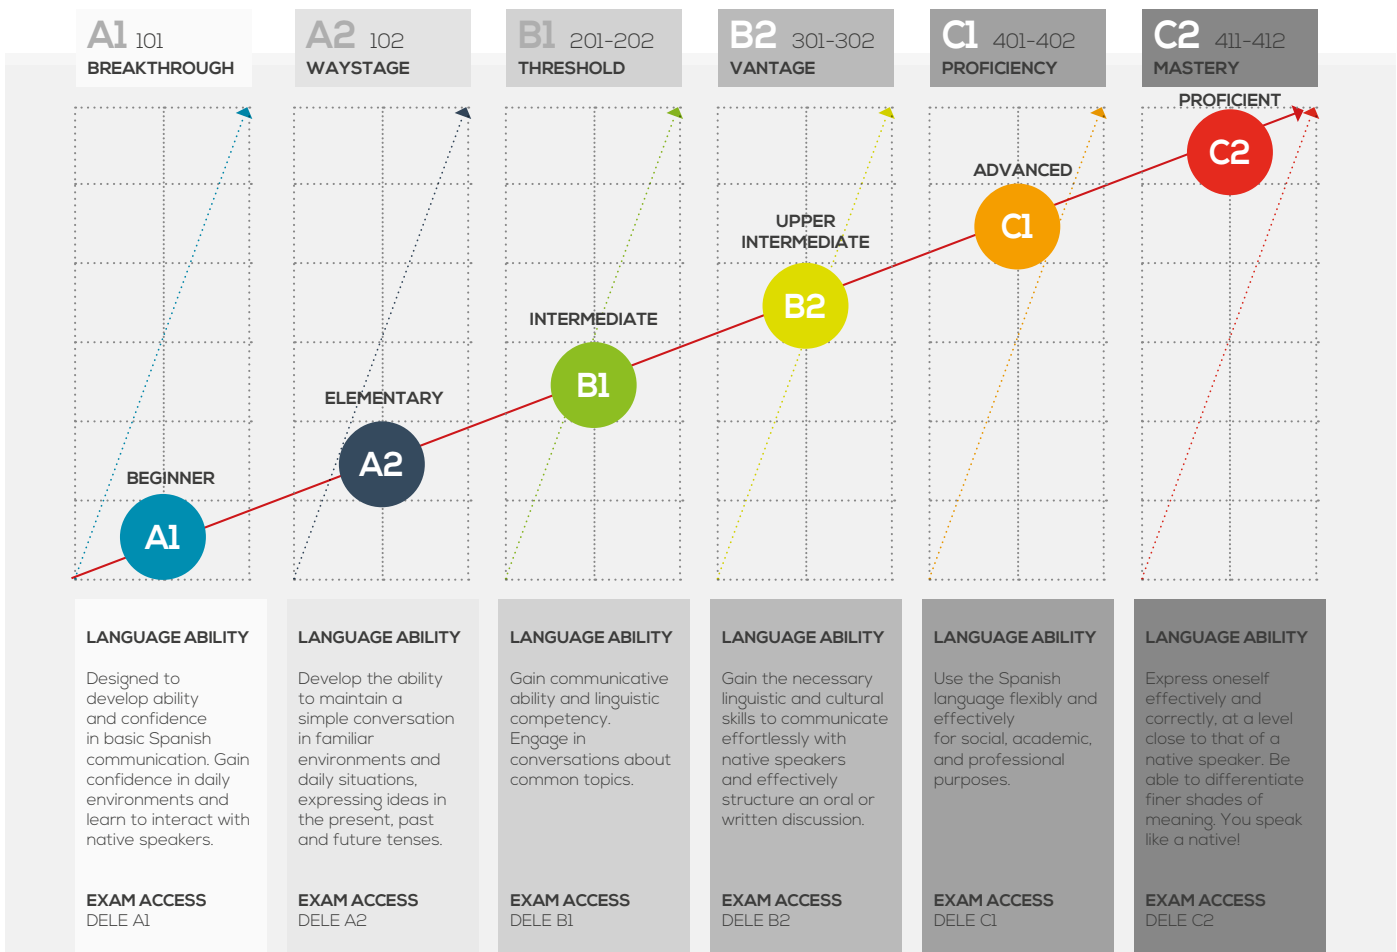 A1 101
BREAKTHROUGH
A2 102
WAYSTAGE
B1 201-202
THRESHOLD
B2 301-302
VANTAGE
C1 401-402
PROFICIENCY
C2 411-412
MASTERY
PROFICIENT
C2
ADVANCED
C1
UPPER
INTERMEDIATE
B2
INTERMEDIATE
B1
ELEMENTARY
A2
BEGINNER
A1
LANGUAGE ABILITY
Designed to
develop ability
and confidence
in basic Spanish
communication. Gain
confidence in daily
environments and
learn to interact with
native speakers.
EXAM ACCESS
DELE A1
LANGUAGE ABILITY
Develop the ability
to maintain a
simple conversation
in familiar
environments and
daily situations,
expressing ideas in
the present, past
and future tenses.
EXAM ACCESS
DELE A2
LANGUAGE ABILITY
Gain communicative
ability and linguistic
competency.
Engage in
conversations about
common topics.
EXAM ACCESS
DELE B1
LANGUAGE ABILITY
Gain the necessary
linguistic and cultural
skills to communicate
effortlessly with
native speakers
and effectively
structure an oral or
written discussion.
EXAM ACCESS
DELE B2
LANGUAGE ABILITY
Use the Spanish
language flexibly and
effectively
for social, academic,
and professional
purposes.
EXAM ACCESS
DELE C1
LANGUAGE ABILITY
Express oneself
effectively and
correctly, at a level
close to that of a
native speaker. Be
able to differentiate
finer shades of
meaning. You speak
like a native!
EXAM ACCESS
DELE C2